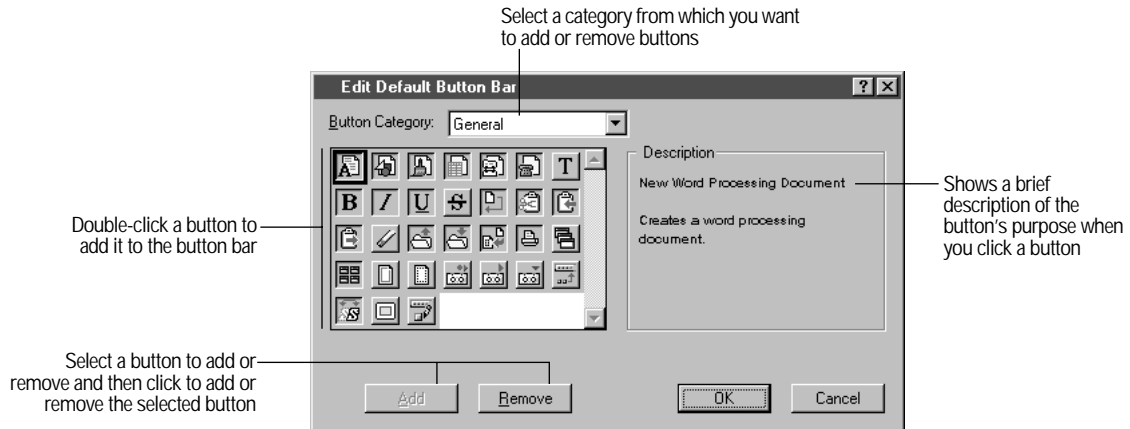 Select a category from which you want
to add or remove buttons
Edit Default Button Bar
Button Category: General
Description
New Word Processing Document
Creates a word processing
document.
Shows a brief
description of the
button's purpose when
you click a button
Double-click a button to
add it to the button bar
A
T
B I U S
S
Select a button to add or
remove and then click to add or
remove the selected button
Add Remove OK Cancel